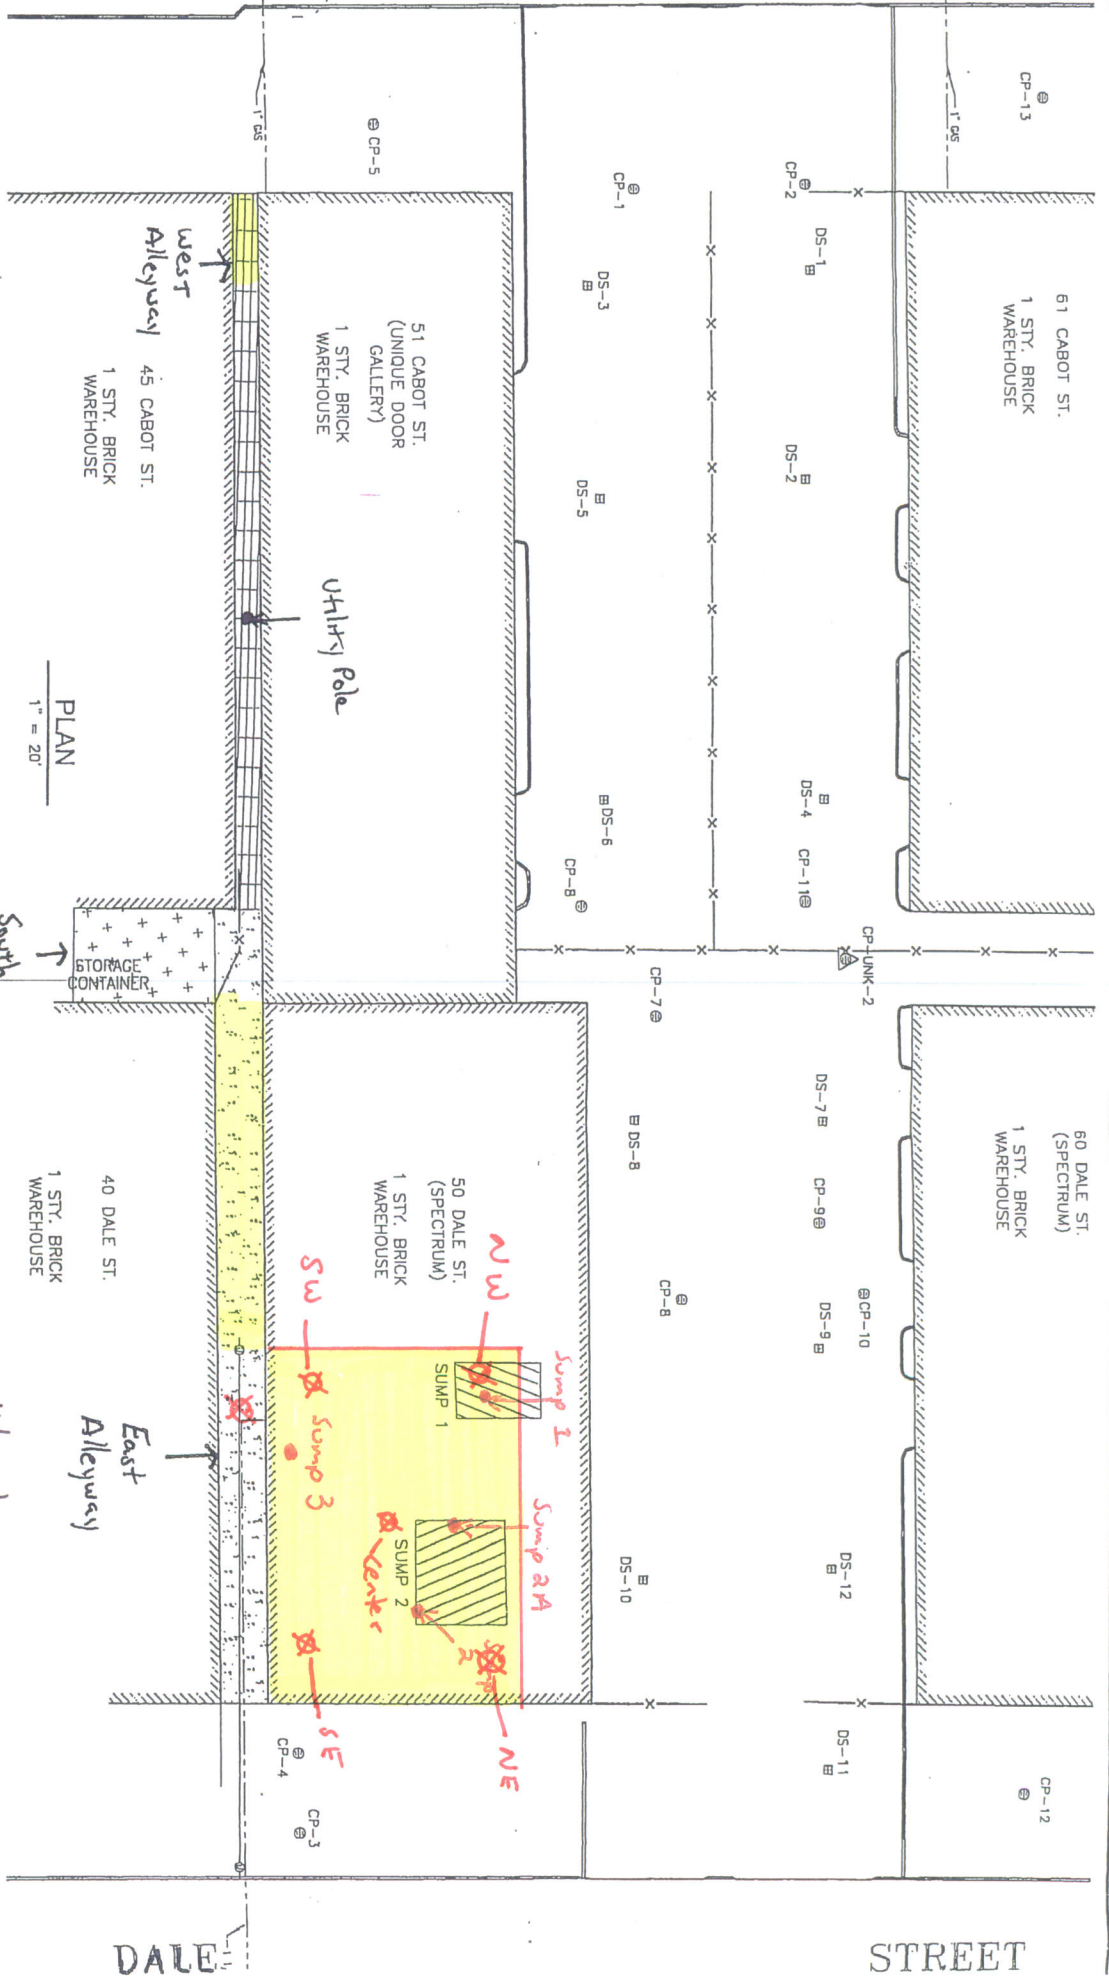 CP-13
1" GAS
1" GAS
CP-5
CP-1
CP-2
DS-1
DS-3
61 CABOT ST.
1 STY. BRICK
WAREHOUSE
West
Alleyway
51 CABOT ST.
(UNIQUE DOOR
GALLERY)
1 STY. BRICK
WAREHOUSE
45 CABOT ST.
1 STY. BRICK
WAREHOUSE
DS-2
DS-5
Utility Pole
PLAN
1" = 20'
DS-4
DS-6
CP-11
CP-8
South
STORAGE
CONTAINER
CP-UNK-2
CP-7
DS-7
DS-8
60 DALE ST.
(SPECTRUM)
1 STY. BRICK
WAREHOUSE
50 DALE ST.
(SPECTRUM)
1 STY. BRICK
WAREHOUSE
40 DALE ST.
1 STY. BRICK
WAREHOUSE
CP-9
CP-8
CP-10
DS-9
NW
SW
Sump 1
SUMP 1
Sump 3
East
Alleyway
Sump 2A
SUMP 2
Center
2
DS-10
DS-12
SE
NE
CP-4
CP-3
DS-11
CP-12
DALE
STREET